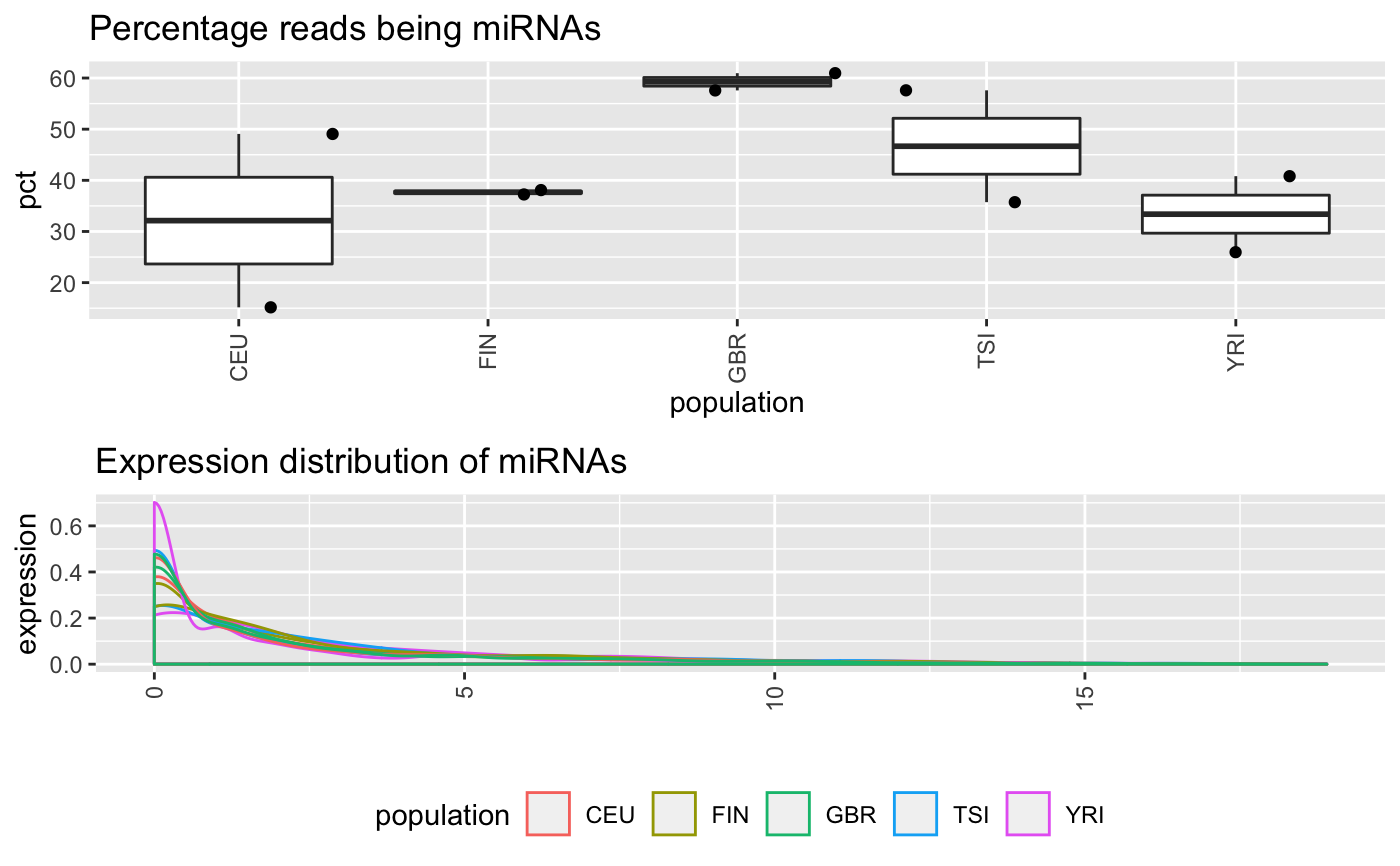 Percentage reads being miRNAs
60
50
40
30
20
pct
CEU
FIN
GBR
TSI
YRI
population
Expression distribution of miRNAs
0.6
0.4
0.2
0.0
expression
0
5
10
15
population CEU FIN GBR TSI YRI